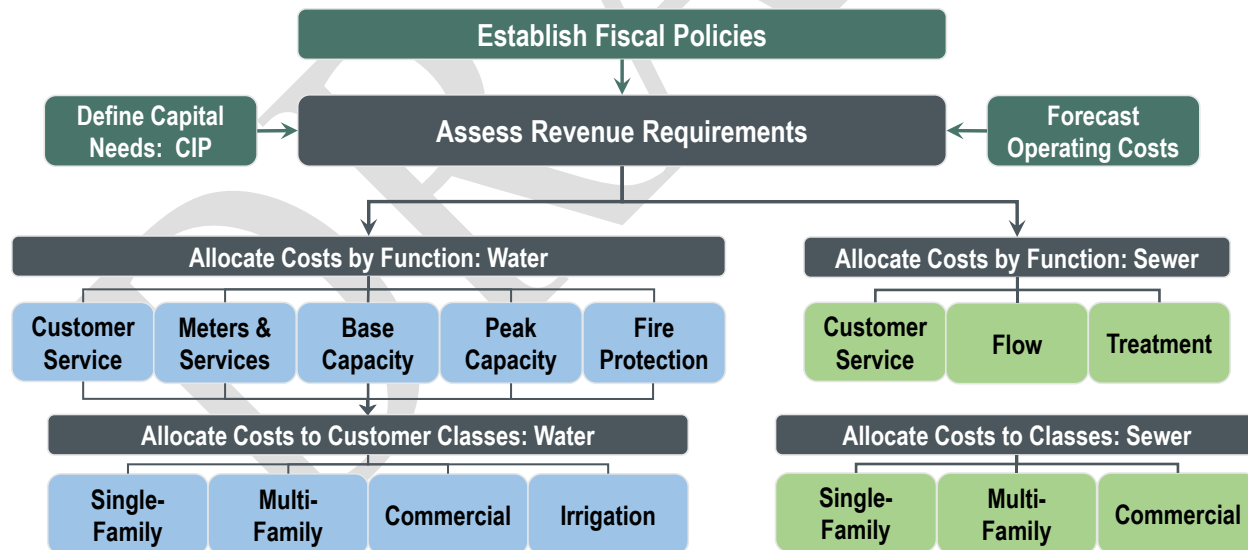 Establish Fiscal Policies
Define Capital
Needs: CIP
Assess Revenue Requirements
Forecast
Operating Costs
Allocate Costs by Function: Water
Allocate Costs by Function: Sewer
Customer
Service
Meters &
Services
Base
Capacity
Peak
Capacity
Fire
Protection
Customer
Service
Flow
Treatment
Allocate Costs to Customer Classes: Water
Allocate Costs to Classes: Sewer
Single-
Family
Multi-
Family
Commercial
Irrigation
Single-
Family
Multi-
Family
Commercial